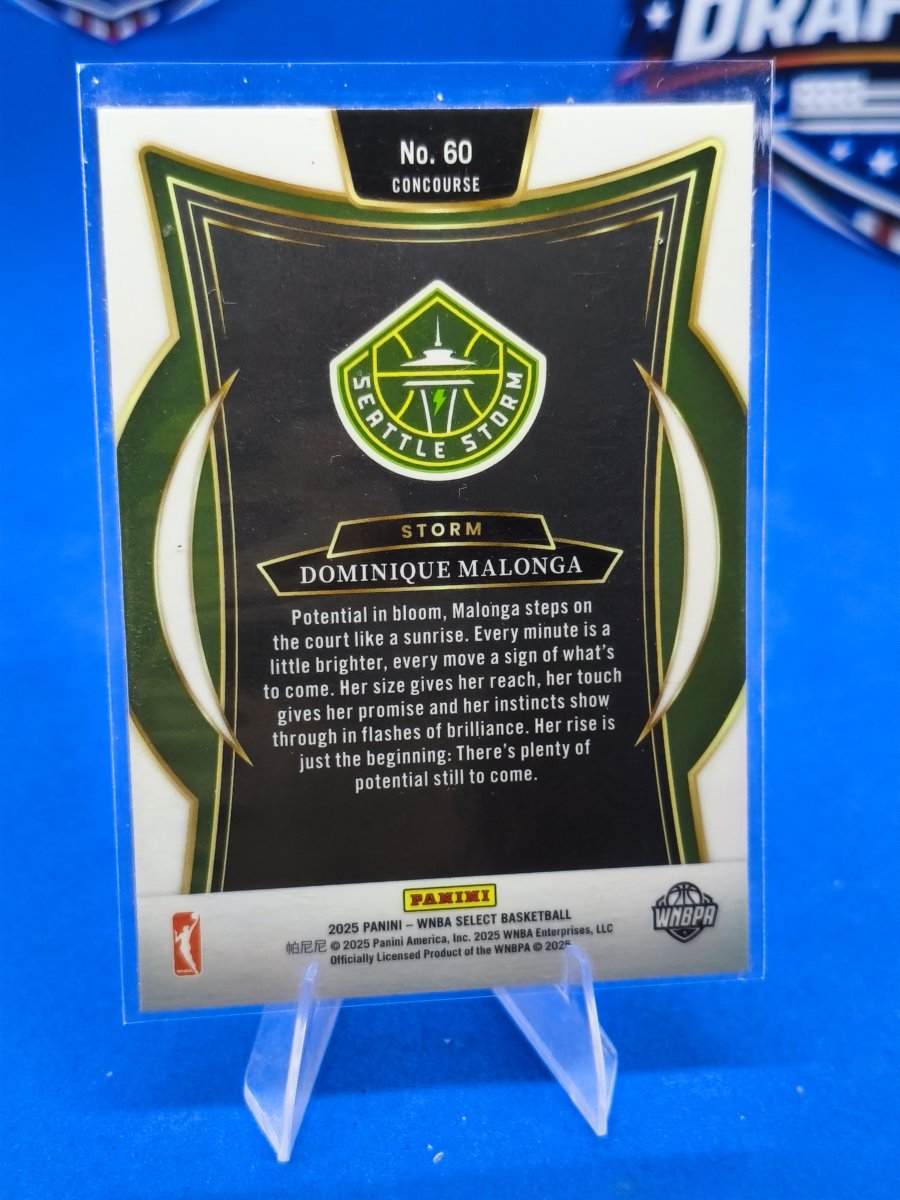 DRAF
No. 60
CONCOURSE
SEATTLE STORM
STORM
DOMINIQUE MALONGA
Potential in bloom, Malonga steps on
the court like a sunrise. Every minute is a
little brighter, every move a sign of what's
to come. Her size gives her reach, her touch
gives her promise and her instincts show
through in flashes of brilliance. Her rise is
just the beginning: There's plenty of
potential still to come.
PANINI
2025 PANINI – WNBA SELECT BASKETBALL
帕尼尼 © 2025 Panini America, Inc. 2025 WNBA Enterprises, LLC
Officially Licensed Product of the WNBPA © 2025
WNBPA